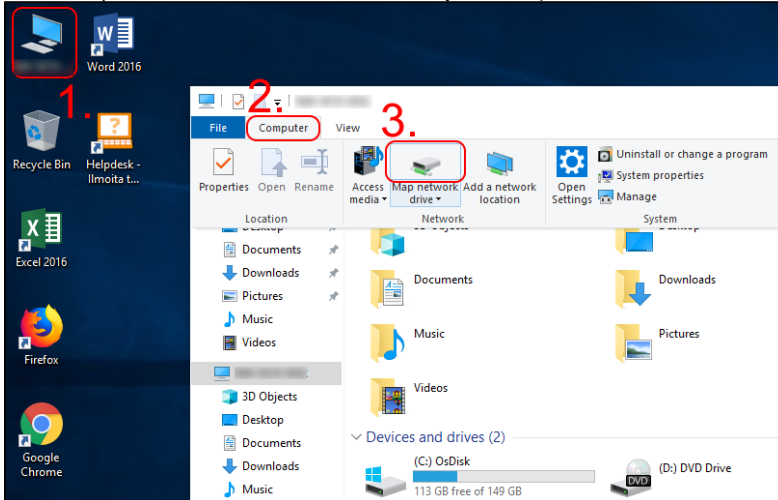 Word 2016
1.
Recycle Bin
Helpdesk -
Ilmoita t...
Excel 2016
Firefox
Google
Chrome
2.
3.
File
Computer
View
Properties
Open
Rename
Access
media
Map network
drive
Add a network
location
Open
Settings
Uninstall or change a program
System properties
Manage
Location
Network
System
Desktop
Documents
Downloads
Pictures
Music
Videos
3D Objects
Desktop
Documents
Downloads
Music
3D Objects
Desktop
Documents
Downloads
Music
Pictures
Videos
Devices and drives (2)
(C:) OsDisk
113 GB free of 149 GB
DVD
(D:) DVD Drive